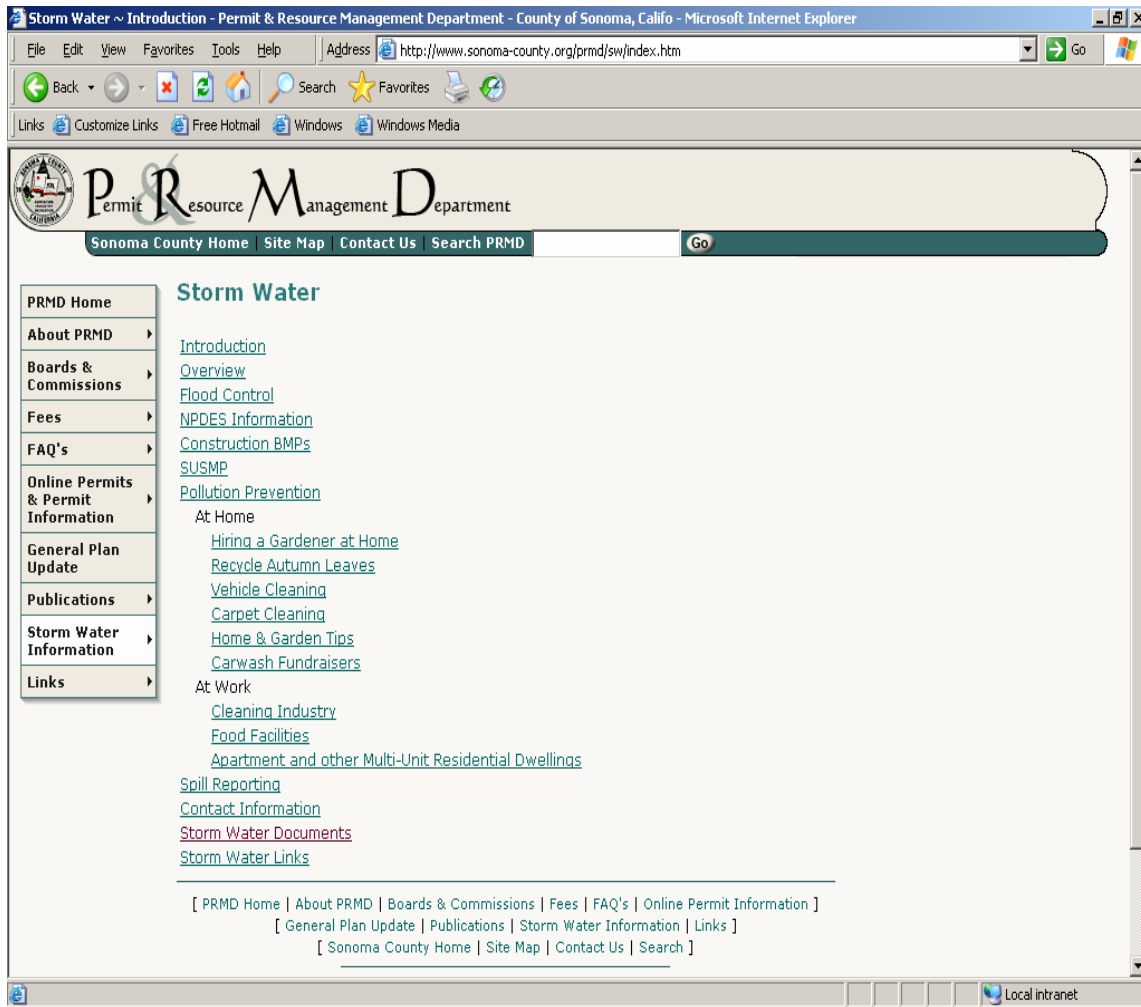 Storm Water ~ Introduction - Permit & Resource Management Department - County of Sonoma, Califo - Microsoft Internet Explorer
File Edit View Favorites Tools Help Address http://www.sonoma-county.org/prmd/sw/index.htm Go
Back Search Favorites
Links Customize Links Free Hotmail Windows Windows Media
Permit & Resource Management Department
Sonoma County Home | Site Map | Contact Us | Search PRMD Go
PRMD Home
About PRMD
Boards &
Commissions
Fees
FAQ's
Online Permits
& Permit
Information
General Plan
Update
Publications
Storm Water
Information
Links
Storm Water
Introduction
Overview
Flood Control
NPDES Information
Construction BMPs
SUSMP
Pollution Prevention
At Home
Hiring a Gardener at Home
Recycle Autumn Leaves
Vehicle Cleaning
Carpet Cleaning
Home & Garden Tips
Carwash Fundraisers
At Work
Cleaning Industry
Food Facilities
Apartment and other Multi-Unit Residential Dwellings
Spill Reporting
Contact Information
Storm Water Documents
Storm Water Links
[ PRMD Home | About PRMD | Boards & Commissions | Fees | FAQ's | Online Permit Information ]
[ General Plan Update | Publications | Storm Water Information | Links ]
[ Sonoma County Home | Site Map | Contact Us | Search ]
Local intranet